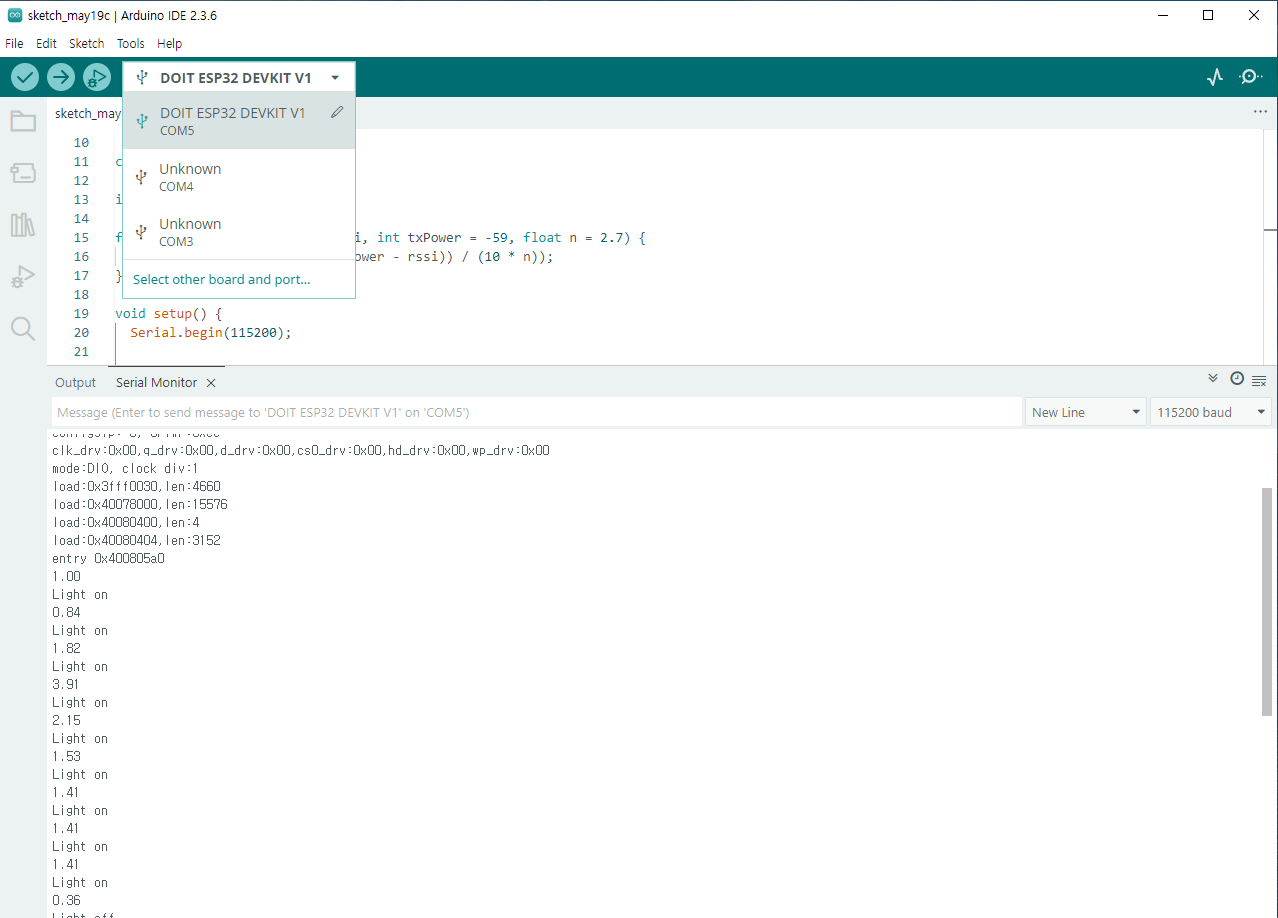 sketch_may19c | Arduino IDE 2.3.6
File Edit Sketch Tools Help
DOIT ESP32 DEVKIT V1
sketch_may
DOIT ESP32 DEVKIT V1
COM5
Unknown
COM4
Unknown
COM3
Select other board and port...
10
11 c
12
13 i
14
15 f i, int txPower = -59, float n = 2.7) {
16 ower - rssi)) / (10 * n));
17 }
18
19 void setup() {
20 Serial.begin(115200);
21
Output Serial Monitor
Message (Enter to send message to 'DOIT ESP32 DEVKIT V1' on 'COM5')
New Line 115200 baud
clk_drv:0x00,q_drv:0x00,d_drv:0x00,cs0_drv:0x00,hd_drv:0x00,wp_drv:0x00
mode:DIO, clock div:1
load:0x3fff0030,len:4660
load:0x40078000,len:15576
load:0x40080400,len:4
load:0x40080404,len:3152
entry 0x400805a0
1.00
Light on
0.84
Light on
1.82
Light on
3.91
Light on
2.15
Light on
1.53
Light on
1.41
Light on
1.41
Light on
1.41
Light on
0.36
Light off